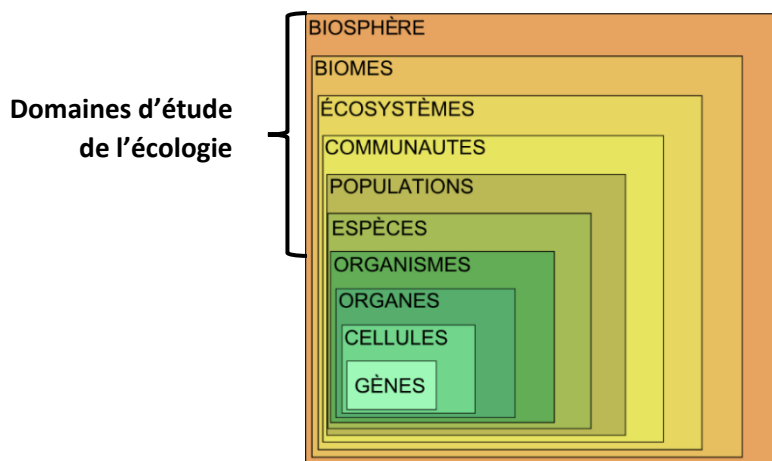 BIOSPHÈRE
BIOMES
Domaines d’étude
de l’écologie
ÉCOSYSTÈMES
COMMUNAUTES
POPULATIONS
ESPÈCES
ORGANISMES
ORGANES
CELLULES
GÈNES